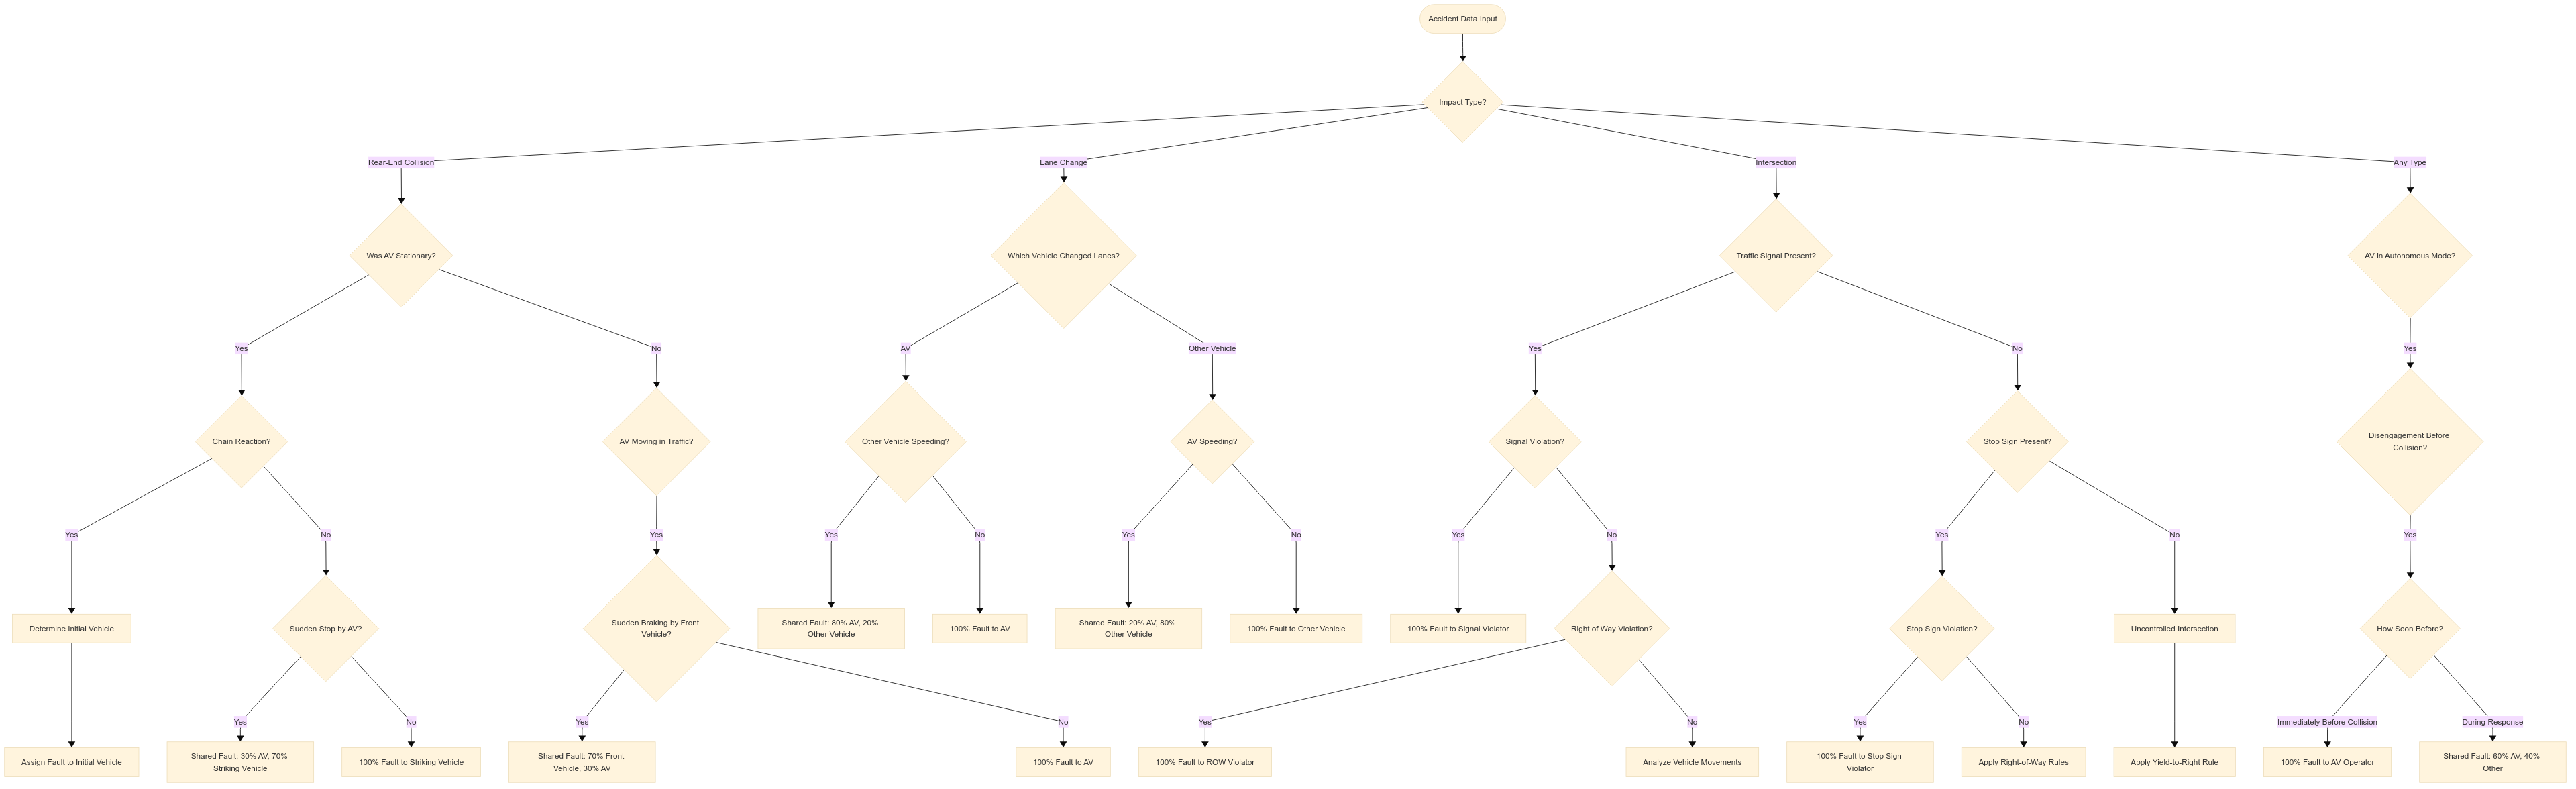 Accident Data Input
Impact Type?
Rear-End Collision
Lane Change
Intersection
Any Type
Was AV Stationary?
Which Vehicle Changed Lanes?
Traffic Signal Present?
AV in Autonomous Mode?
Yes
No
AV
Other Vehicle
Yes
No
Yes
Chain Reaction?
AV Moving in Traffic?
Other Vehicle Speeding?
AV Speeding?
Signal Violation?
Stop Sign Present?
Disengagement Before
Collision?
Yes
No
Yes
Yes
No
Yes
No
Yes
No
Yes
No
Yes
Determine Initial Vehicle
Sudden Stop by AV?
Sudden Braking by Front
Vehicle?
Shared Fault: 80% AV, 20%
Other Vehicle
100% Fault to AV
Shared Fault: 20% AV, 80%
Other Vehicle
100% Fault to Other Vehicle
100% Fault to Signal Violator
Right of Way Violation?
Stop Sign Violation?
Uncontrolled Intersection
How Soon Before?
Yes
No
Yes
No
Yes
No
Yes
No
Immediately Before Collision
During Response
Assign Fault to Initial Vehicle
Shared Fault: 30% AV, 70%
Striking Vehicle
100% Fault to Striking Vehicle
Shared Fault: 70% Front
Vehicle, 30% AV
100% Fault to AV
100% Fault to ROW Violator
Analyze Vehicle Movements
100% Fault to Stop Sign
Violator
Apply Right-of-Way Rules
Apply Yield-to-Right Rule
100% Fault to AV Operator
Shared Fault: 60% AV, 40%
Other